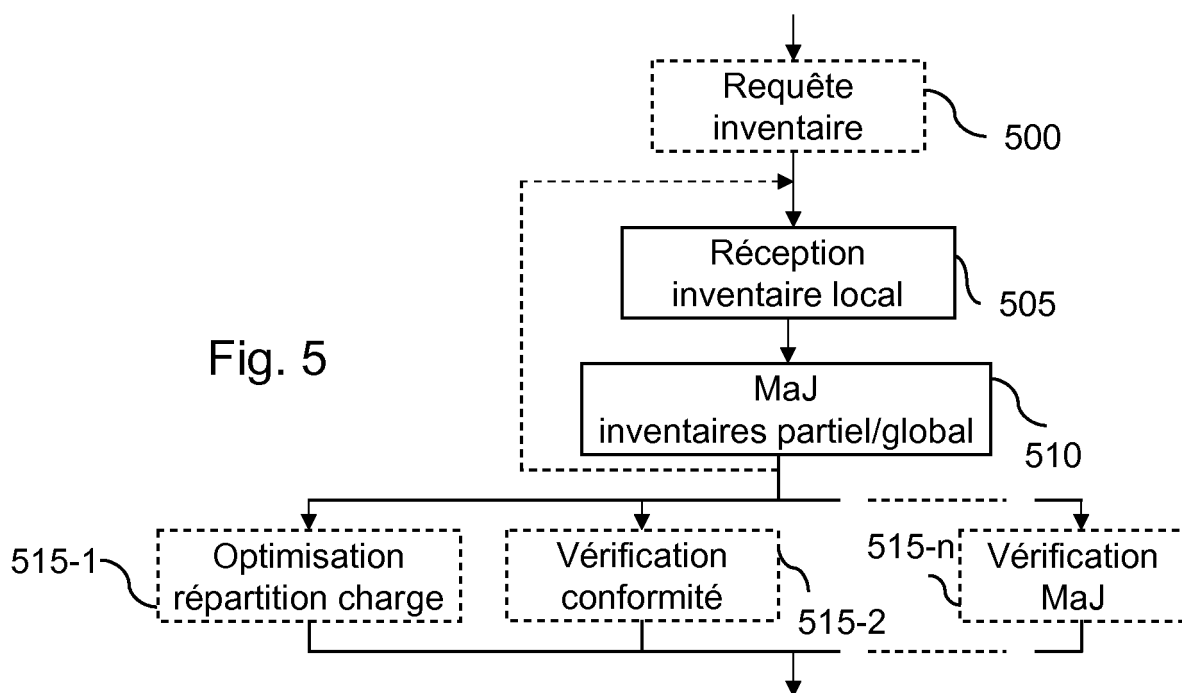 Requête
inventaire
500
Réception
inventaire local
505
Fig. 5
MaJ
inventaires partiel/global
510
515-1
Optimisation
répartition charge
Vérification
conformité
515-2
515-n
Vérification
MaJ